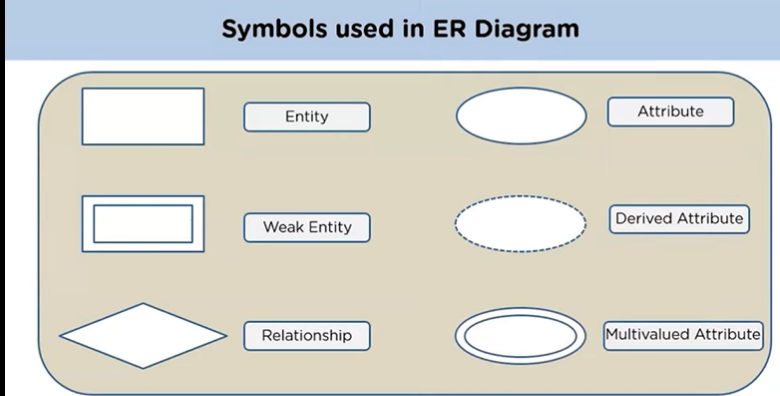 Symbols used in ER Diagram
Entity
Attribute
Weak Entity
Derived Attribute
Relationship
Multivalued Attribute